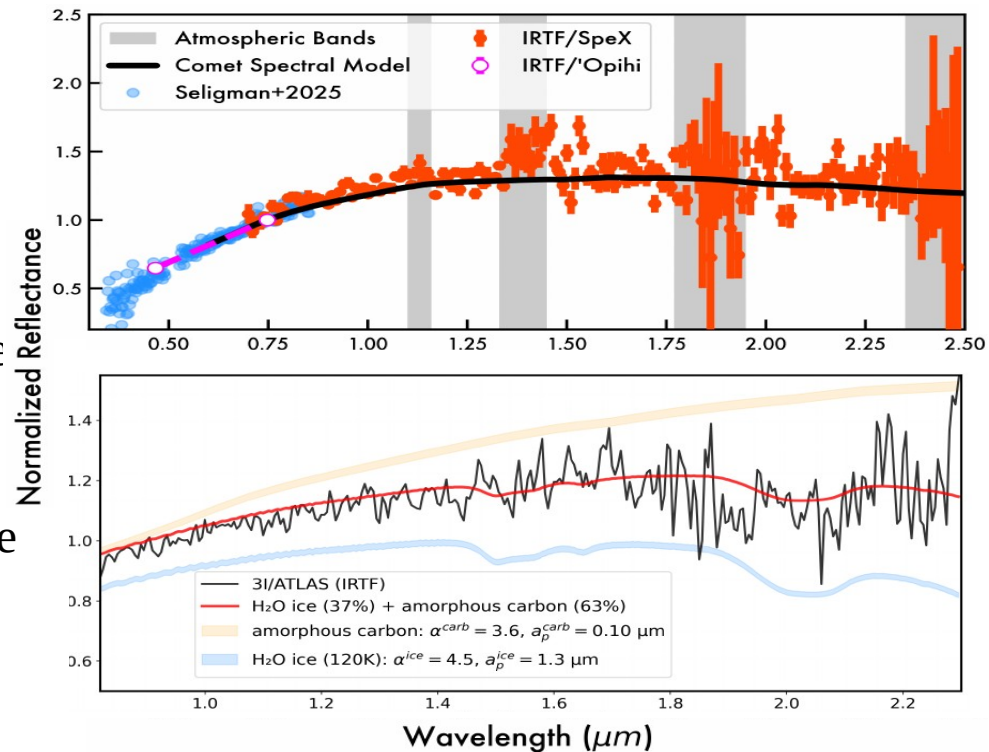 2.5
2.0
1.5
1.0
0.5
Atmospheric Bands
Comet Spectral Model
Seligman+2025
IRTF/SpeX
IRTF/'Opihi
0.50 0.75 1.00 1.25 1.50 1.75 2.00 2.25 2.50
Normalized Reflectance
e
1.4
1.2
1.0
0.8
0.6
3I/ATLAS (IRTF)
H₂O ice (37%) + amorphous carbon (63%)
amorphous carbon: α^carb = 3.6, a_p^carb = 0.10 μm
H₂O ice (120K): α^ice = 4.5, a_p^ice = 1.3 μm
1.0 1.2 1.4 1.6 1.8 2.0 2.2
Wavelength (μm)